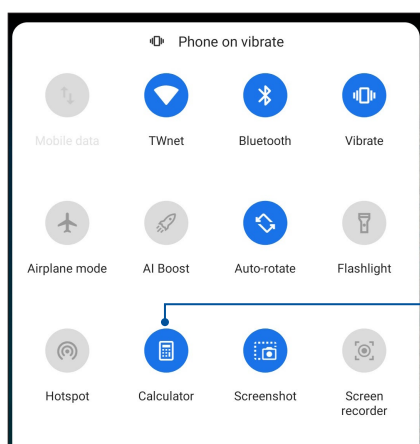 Phone on vibrate
Mobile data TWnet Bluetooth Vibrate
Airplane mode AI Boost Auto-rotate Flashlight
Hotspot Calculator Screenshot Screen
recorder